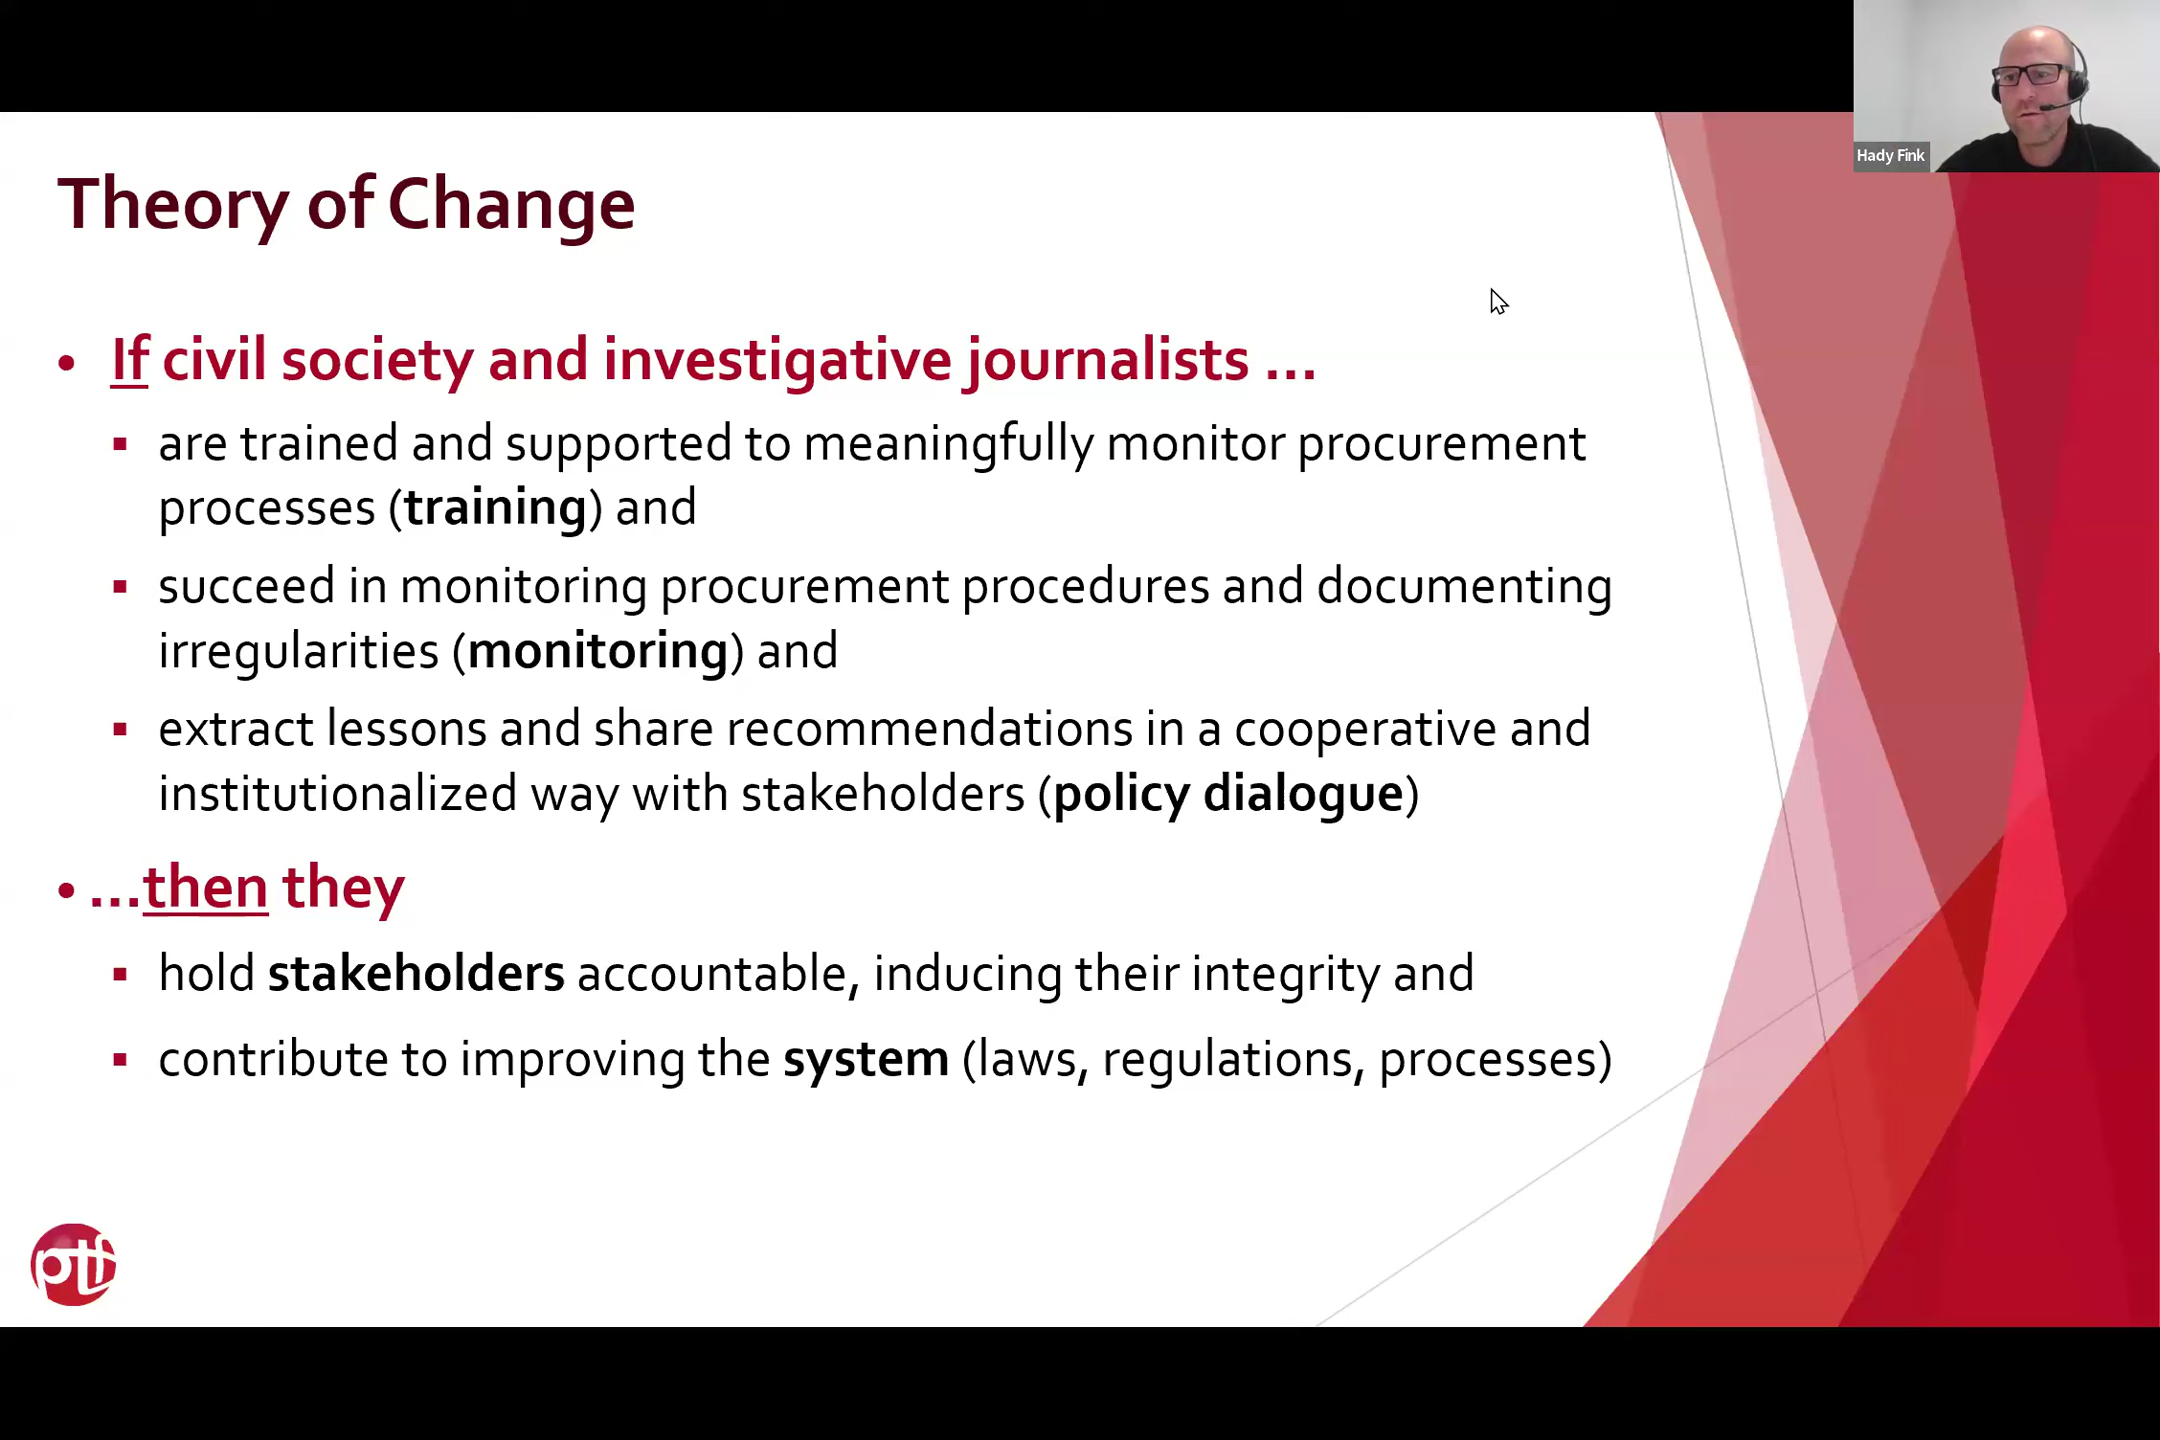 Hady Fink
Theory of Change
• If civil society and investigative journalists ...
▪ are trained and supported to meaningfully monitor procurement
processes (training) and
▪ succeed in monitoring procurement procedures and documenting
irregularities (monitoring) and
▪ extract lessons and share recommendations in a cooperative and
institutionalized way with stakeholders (policy dialogue)
• ...then they
▪ hold stakeholders accountable, inducing their integrity and
▪ contribute to improving the system (laws, regulations, processes)
ptf